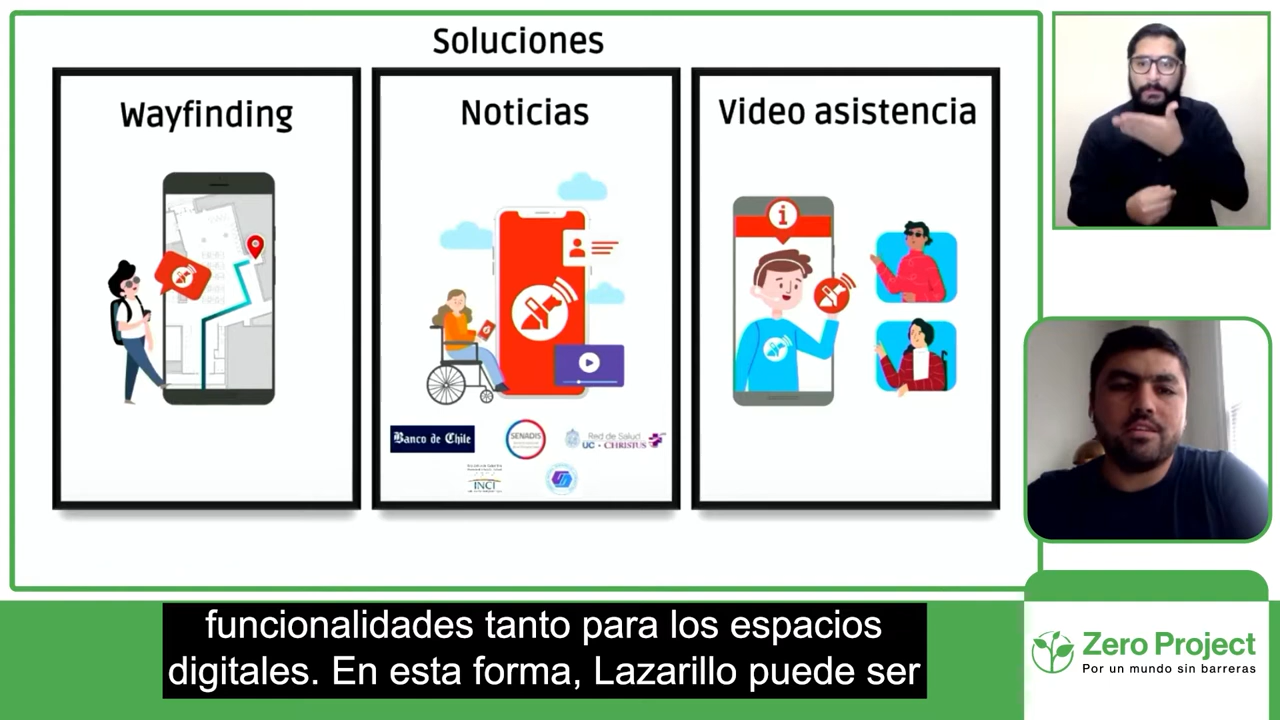 Soluciones
Wayfinding
Noticias
Video asistencia
i
Banco de Chile
SENADIS
Red de Salud
UC · CHRISTUS
INCI
funcionalidades tanto para los espacios
digitales. En esta forma, Lazarillo puede ser
Zero Project
Por un mundo sin barreras